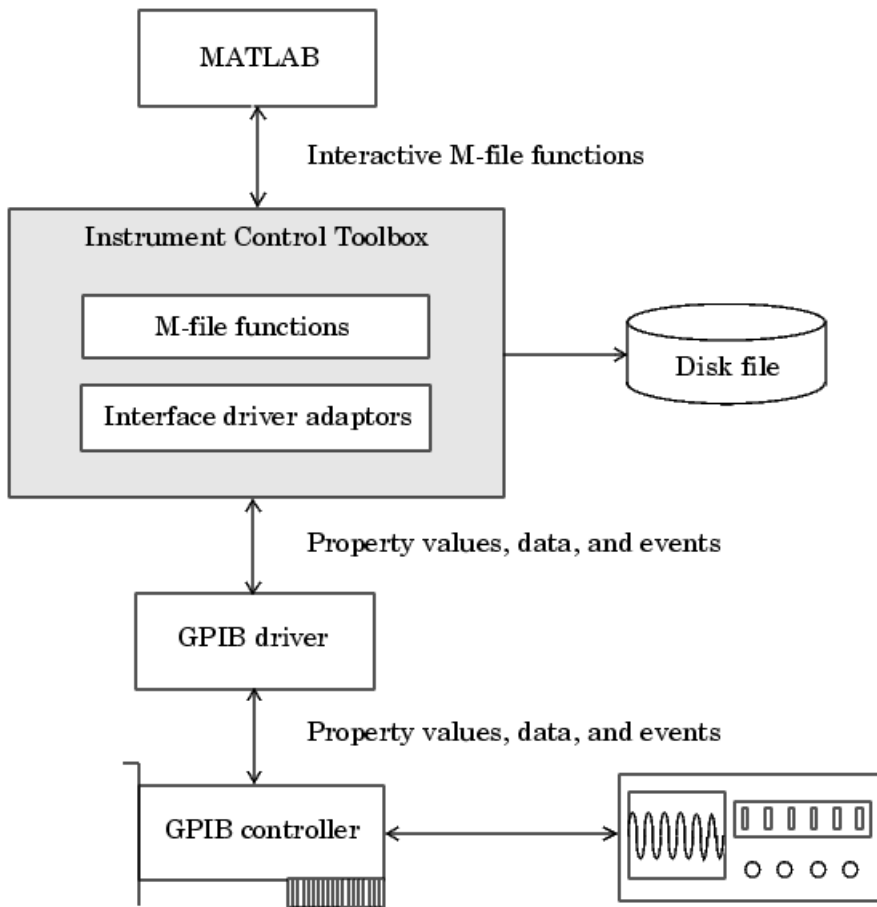 MATLAB
Interactive M-file functions
Instrument Control Toolbox
M-file functions
Interface driver adaptors
Disk file
Property values, data, and events
GPIB driver
Property values, data, and events
GPIB controller